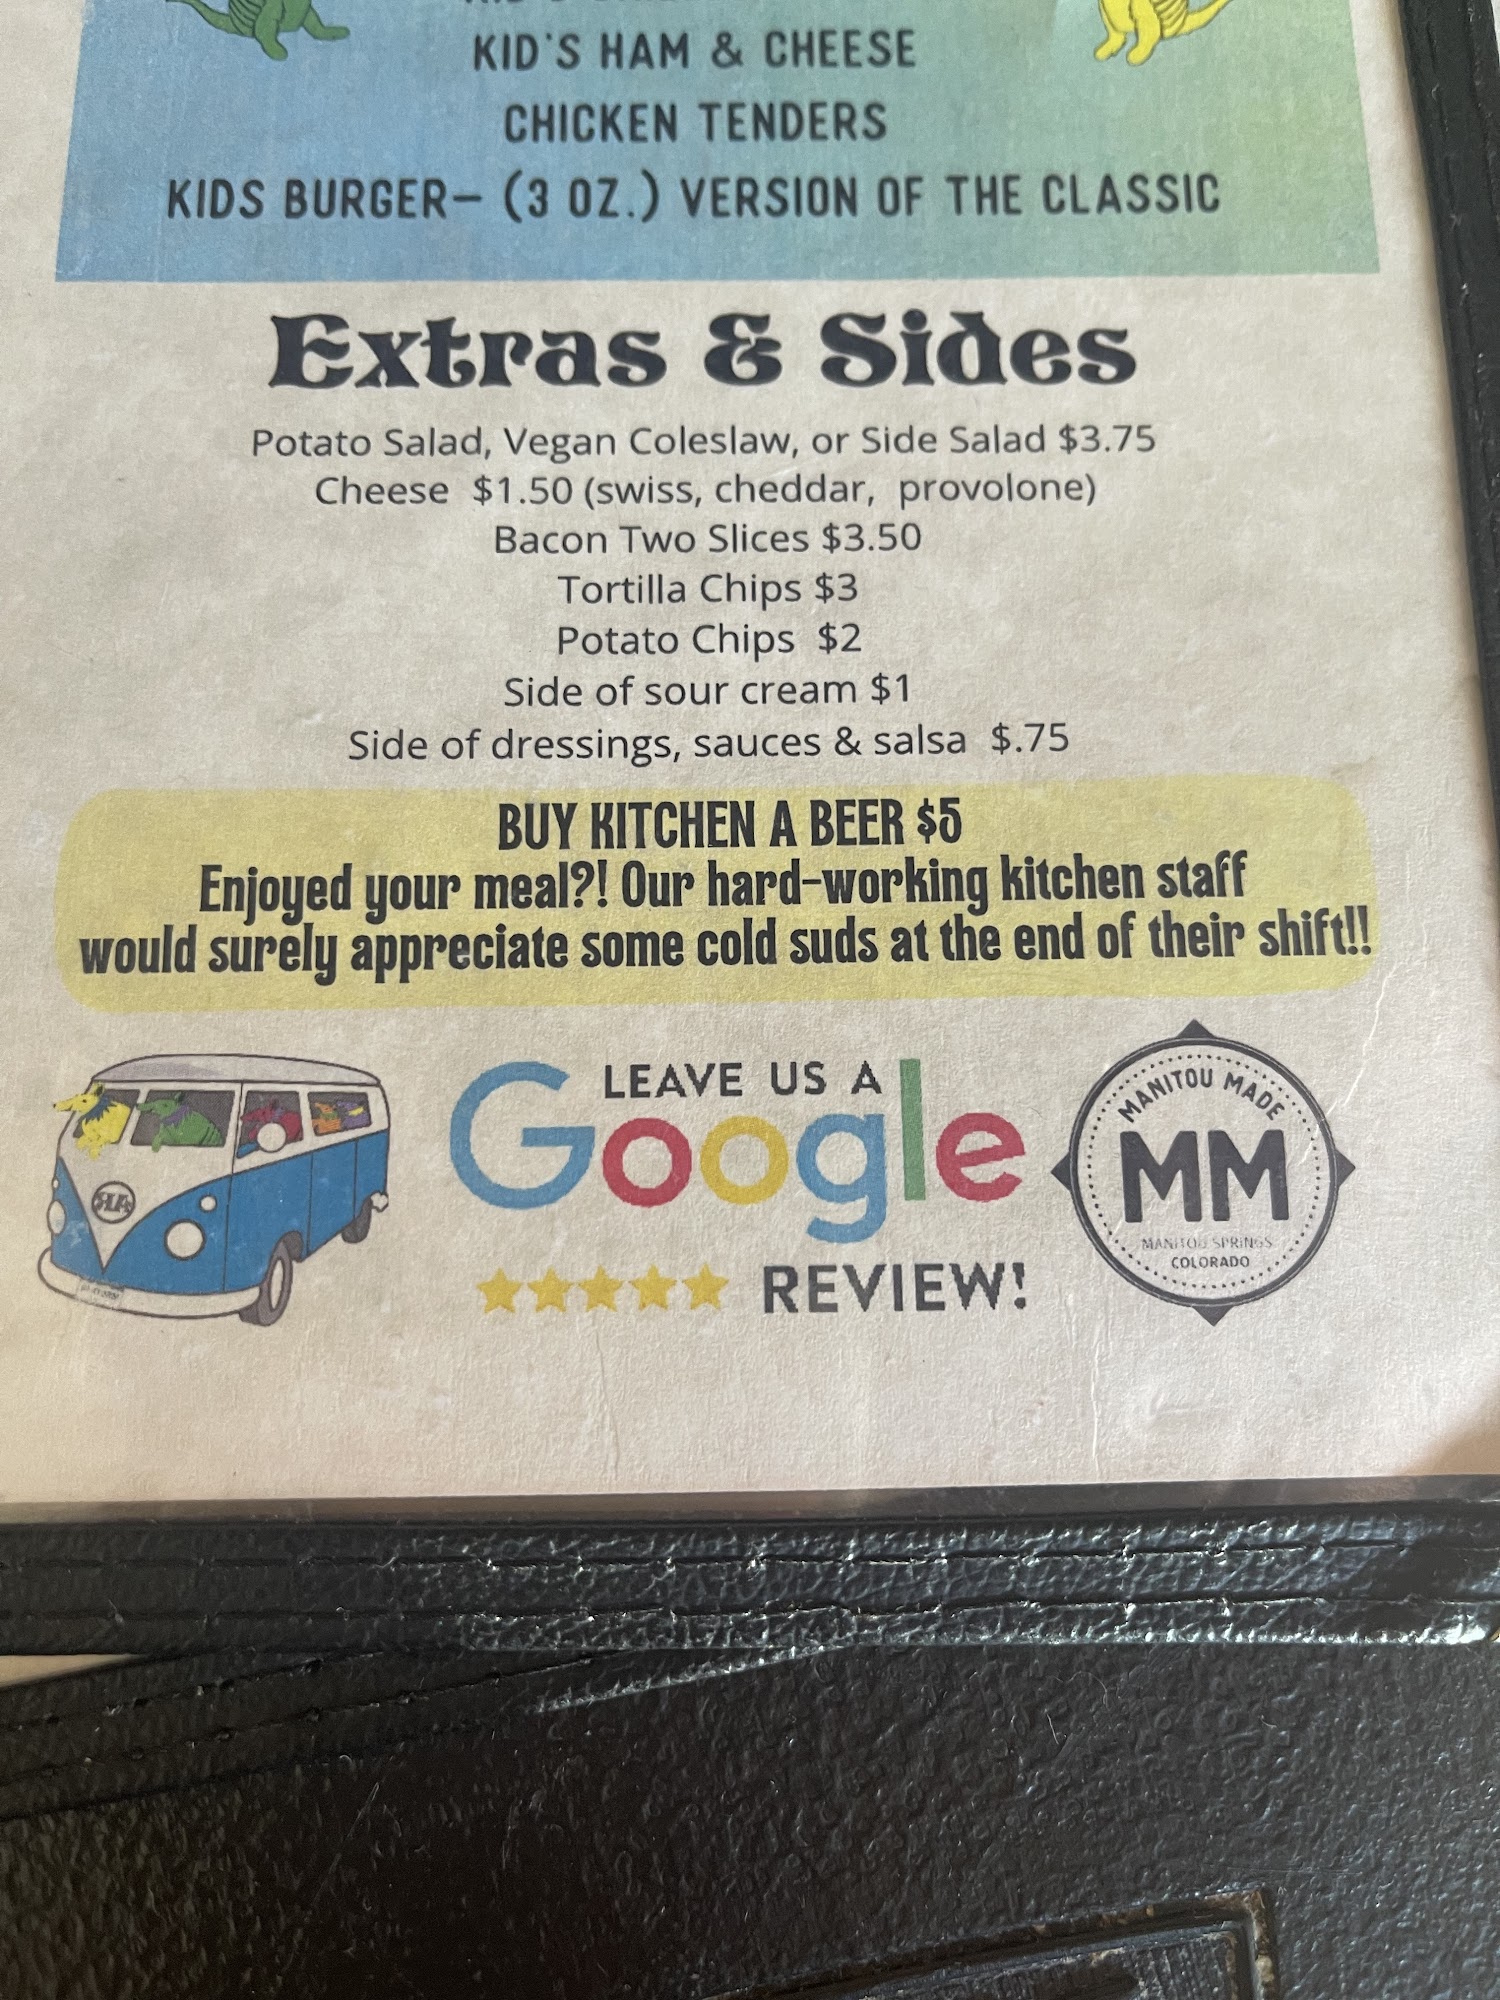 KID'S HAM & CHEESE
CHICKEN TENDERS
KIDS BURGER— (3 OZ.) VERSION OF THE CLASSIC
Extras & Sides
Potato Salad, Vegan Coleslaw, or Side Salad $3.75
Cheese $1.50 (swiss, cheddar, provolone)
Bacon Two Slices $3.50
Tortilla Chips $3
Potato Chips $2
Side of sour cream $1
Side of dressings, sauces & salsa $.75
BUY KITCHEN A BEER $5
Enjoyed your meal?! Our hard-working kitchen staff
would surely appreciate some cold suds at the end of their shift!!
LEAVE US A
Google
REVIEW!
MANITOU MADE
MM
MANITOU SPRINGS
COLORADO